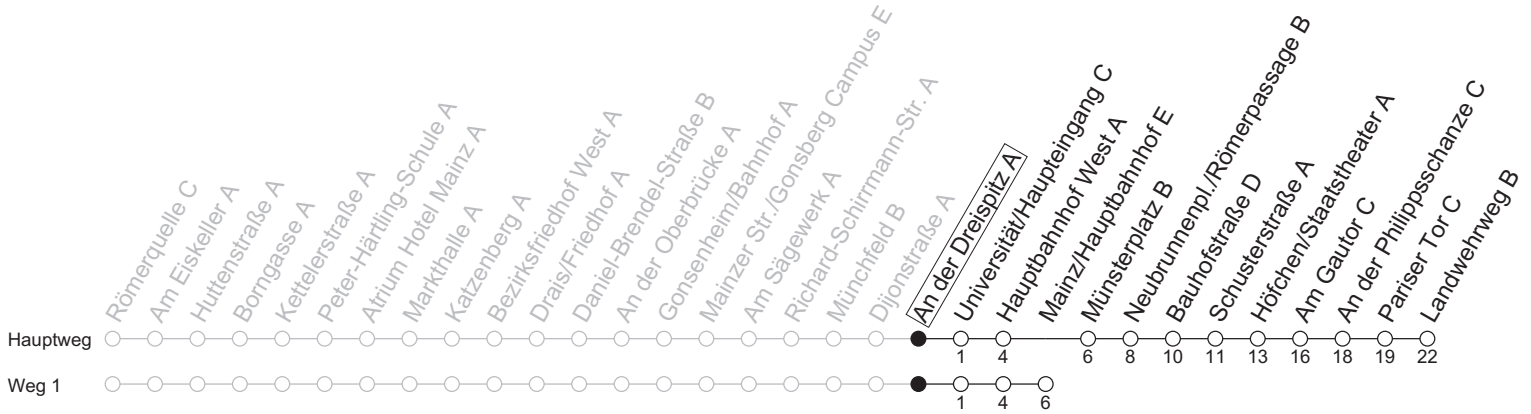 Römerquelle C
Am Eiskeller A
Huttenstraße A
Borngasse A
Kettelerstraße A
Peter-Härtling-Schule A
Atrium Hotel Mainz A
Markthalle A
Katzenberg A
Bezirksfriedhof West A
Drais/Friedhof A
Daniel-Brendel-Straße B
An der Oberbrücke A
Gonsenheim/Bahnhof A
Mainzer Str./Gonsberg Campus E
Am Sägewerk A
Richard-Schirrmann-Str. A
Münchfeld B
Dijonstraße A
An der Dreispitz A
Universität/Haupteingang C
Hauptbahnhof West A
Mainz/Hauptbahnhof E
Münsterplatz B
Neubrunnenpl./Römerpassage B
Bauhofstraße D
Schusterstraße A
Höfchen/Staatstheater A
Am Gautor C
An der Philippsschanze C
Pariser Tor C
Landwehrweg B
Hauptweg
1 4 6 8 10 11 13 16 18 19 22
Weg 1
1 4 6